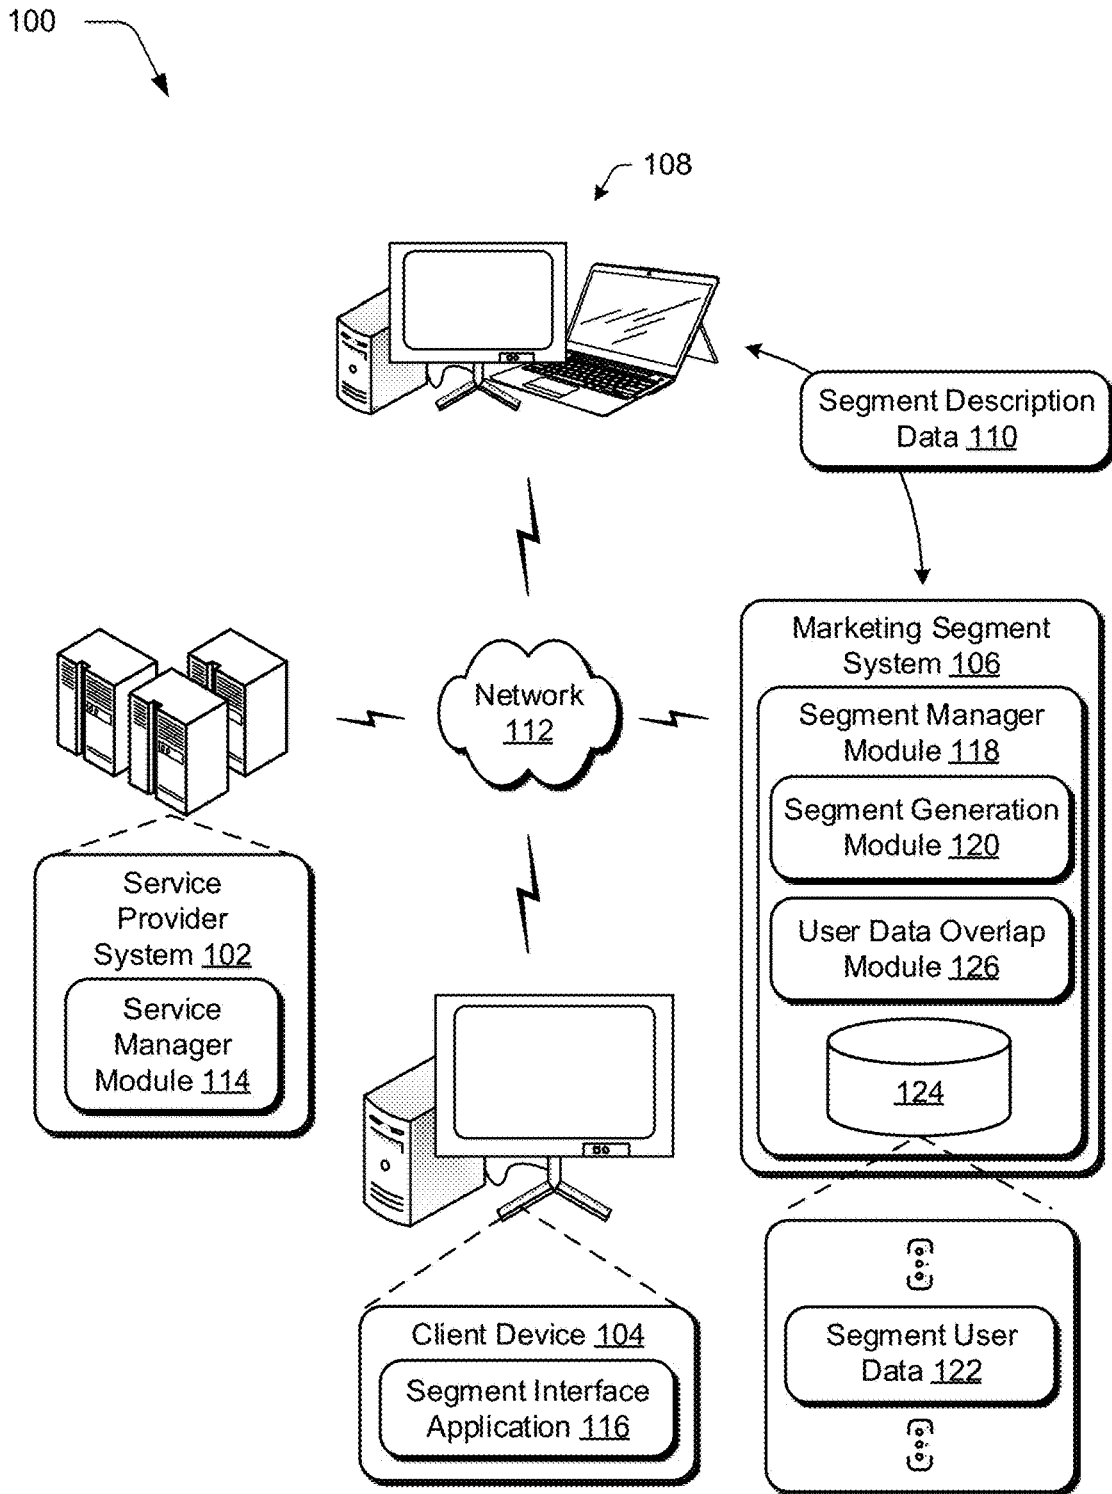 100
108
Segment Description
Data 110
Marketing Segment
System 106
Segment Manager
Module 118
Segment Generation
Module 120
User Data Overlap
Module 126
124
Network
112
Service
Provider
System 102
Service
Manager
Module 114
Client Device 104
Segment Interface
Application 116
Segment User
Data 122